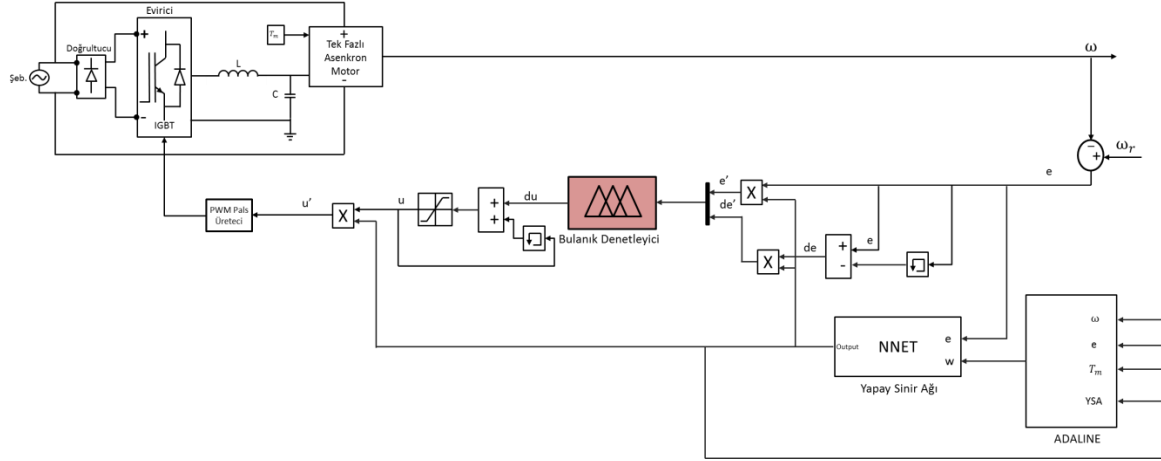 Evirici
Doğrultucu
Şeb.
+
-
IGBT
L
C
T_m
+
Tek Fazlı
Asenkron
Motor
-
ω
-
+
ω_r
e
e'
de'
X
X
du
Bulanık Denetleyici
+
+
u
X
u'
PWM Pals
Üreteci
de
+
-
e
Output
NNET
e
w
Yapay Sinir Ağı
ω
e
T_m
YSA
ADALINE